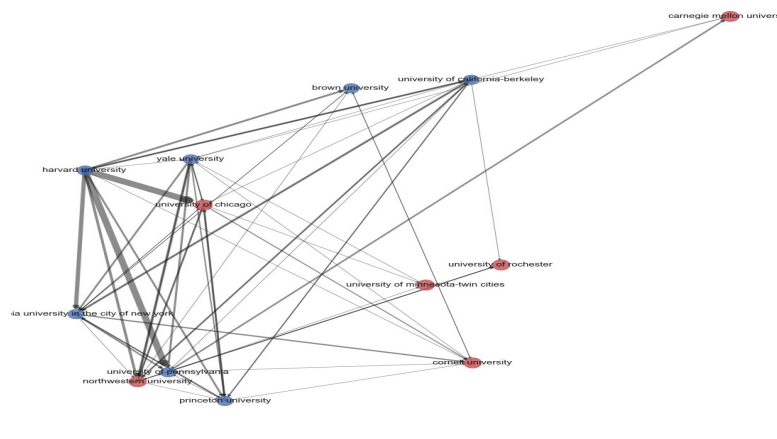 carnegie mellon univers
university of california-berkeley
brown university
yale university
harvard university
university of chicago
university of rochester
university of minnesota-twin cities
ia university in the city of new york
cornell university
university of pennsylvania
northwestern university
princeton university